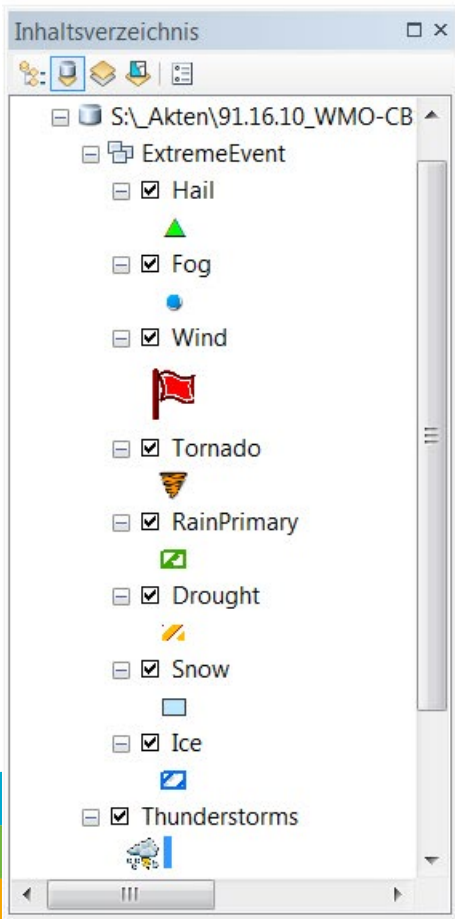 Inhaltsverzeichnis
S:\_Akten\91.16.10_WMO-CB
ExtremeEvent
Hail
Fog
Wind
Tornado
RainPrimary
Drought
Snow
Ice
Thunderstorms